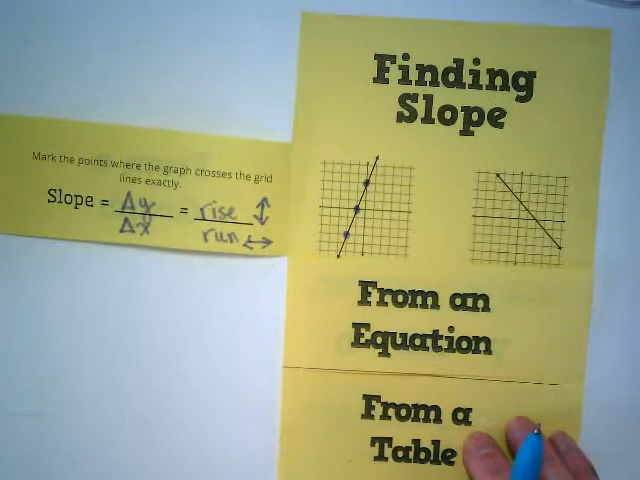 Mark the points where the graph crosses the grid
lines exactly.
Slope = Δy / Δx = rise ↕ / run ↔
Finding
Slope
From an
Equation
From a
Table